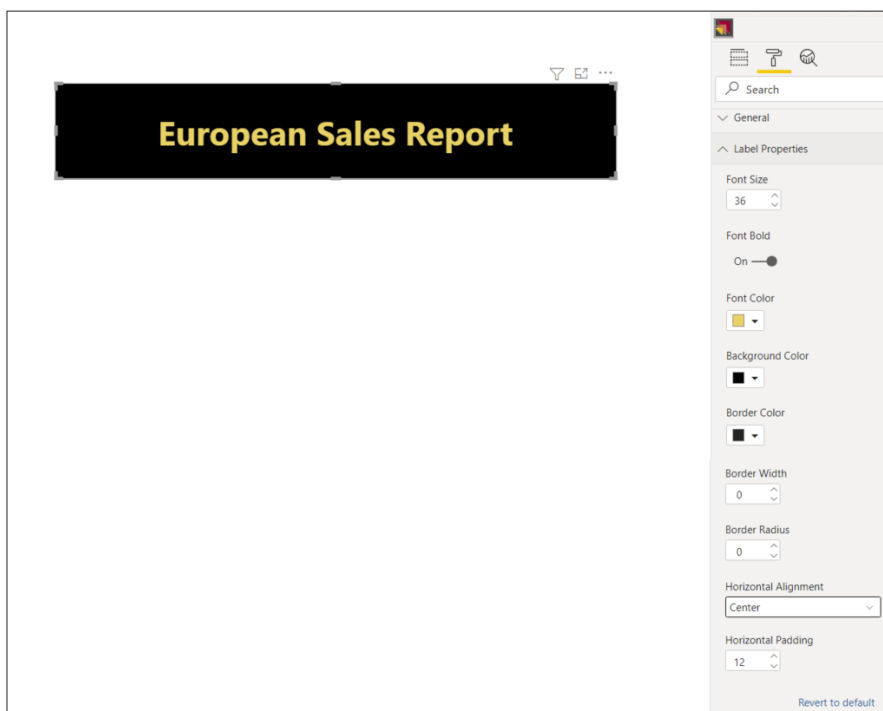 European Sales Report
Search
General
Label Properties
Font Size
36
Font Bold
On
Font Color
Background Color
Border Color
Border Width
0
Border Radius
0
Horizontal Alignment
Center
Horizontal Padding
12
Revert to default